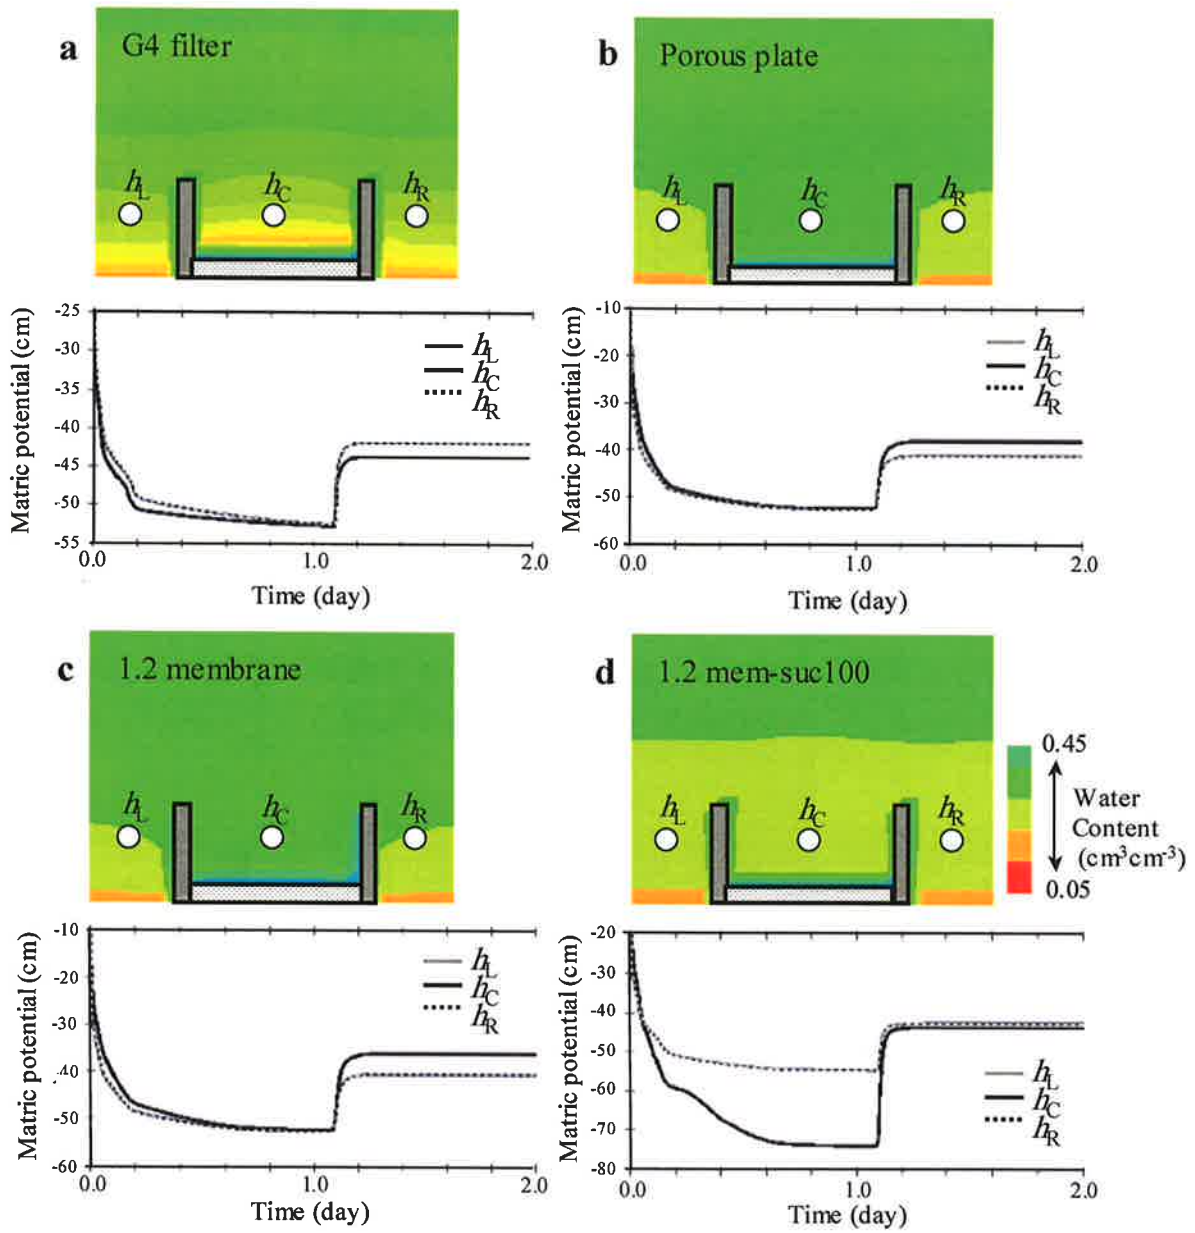 a G4 filter
hL hC hR
b Porous plate
hL hC hR
Matric potential (cm)
-25
-30
-35
-40
-45
-50
-55
hL
hC
hR
0.0 1.0 2.0
Time (day)
Matric potential (cm)
-10
-20
-30
-40
-50
-60
hL
hC
hR
0.0 1.0 2.0
Time (day)
c 1.2 membrane
hL hC hR
d 1.2 mem-suc100
hL hC hR
0.45
Water
Content
(cm³cm⁻³)
0.05
Matric potential (cm)
-10
-20
-30
-40
-50
-60
hL
hC
hR
0.0 1.0 2.0
Time (day)
Matric potential (cm)
-20
-30
-40
-50
-60
-70
-80
hL
hC
hR
0.0 1.0 2.0
Time (day)